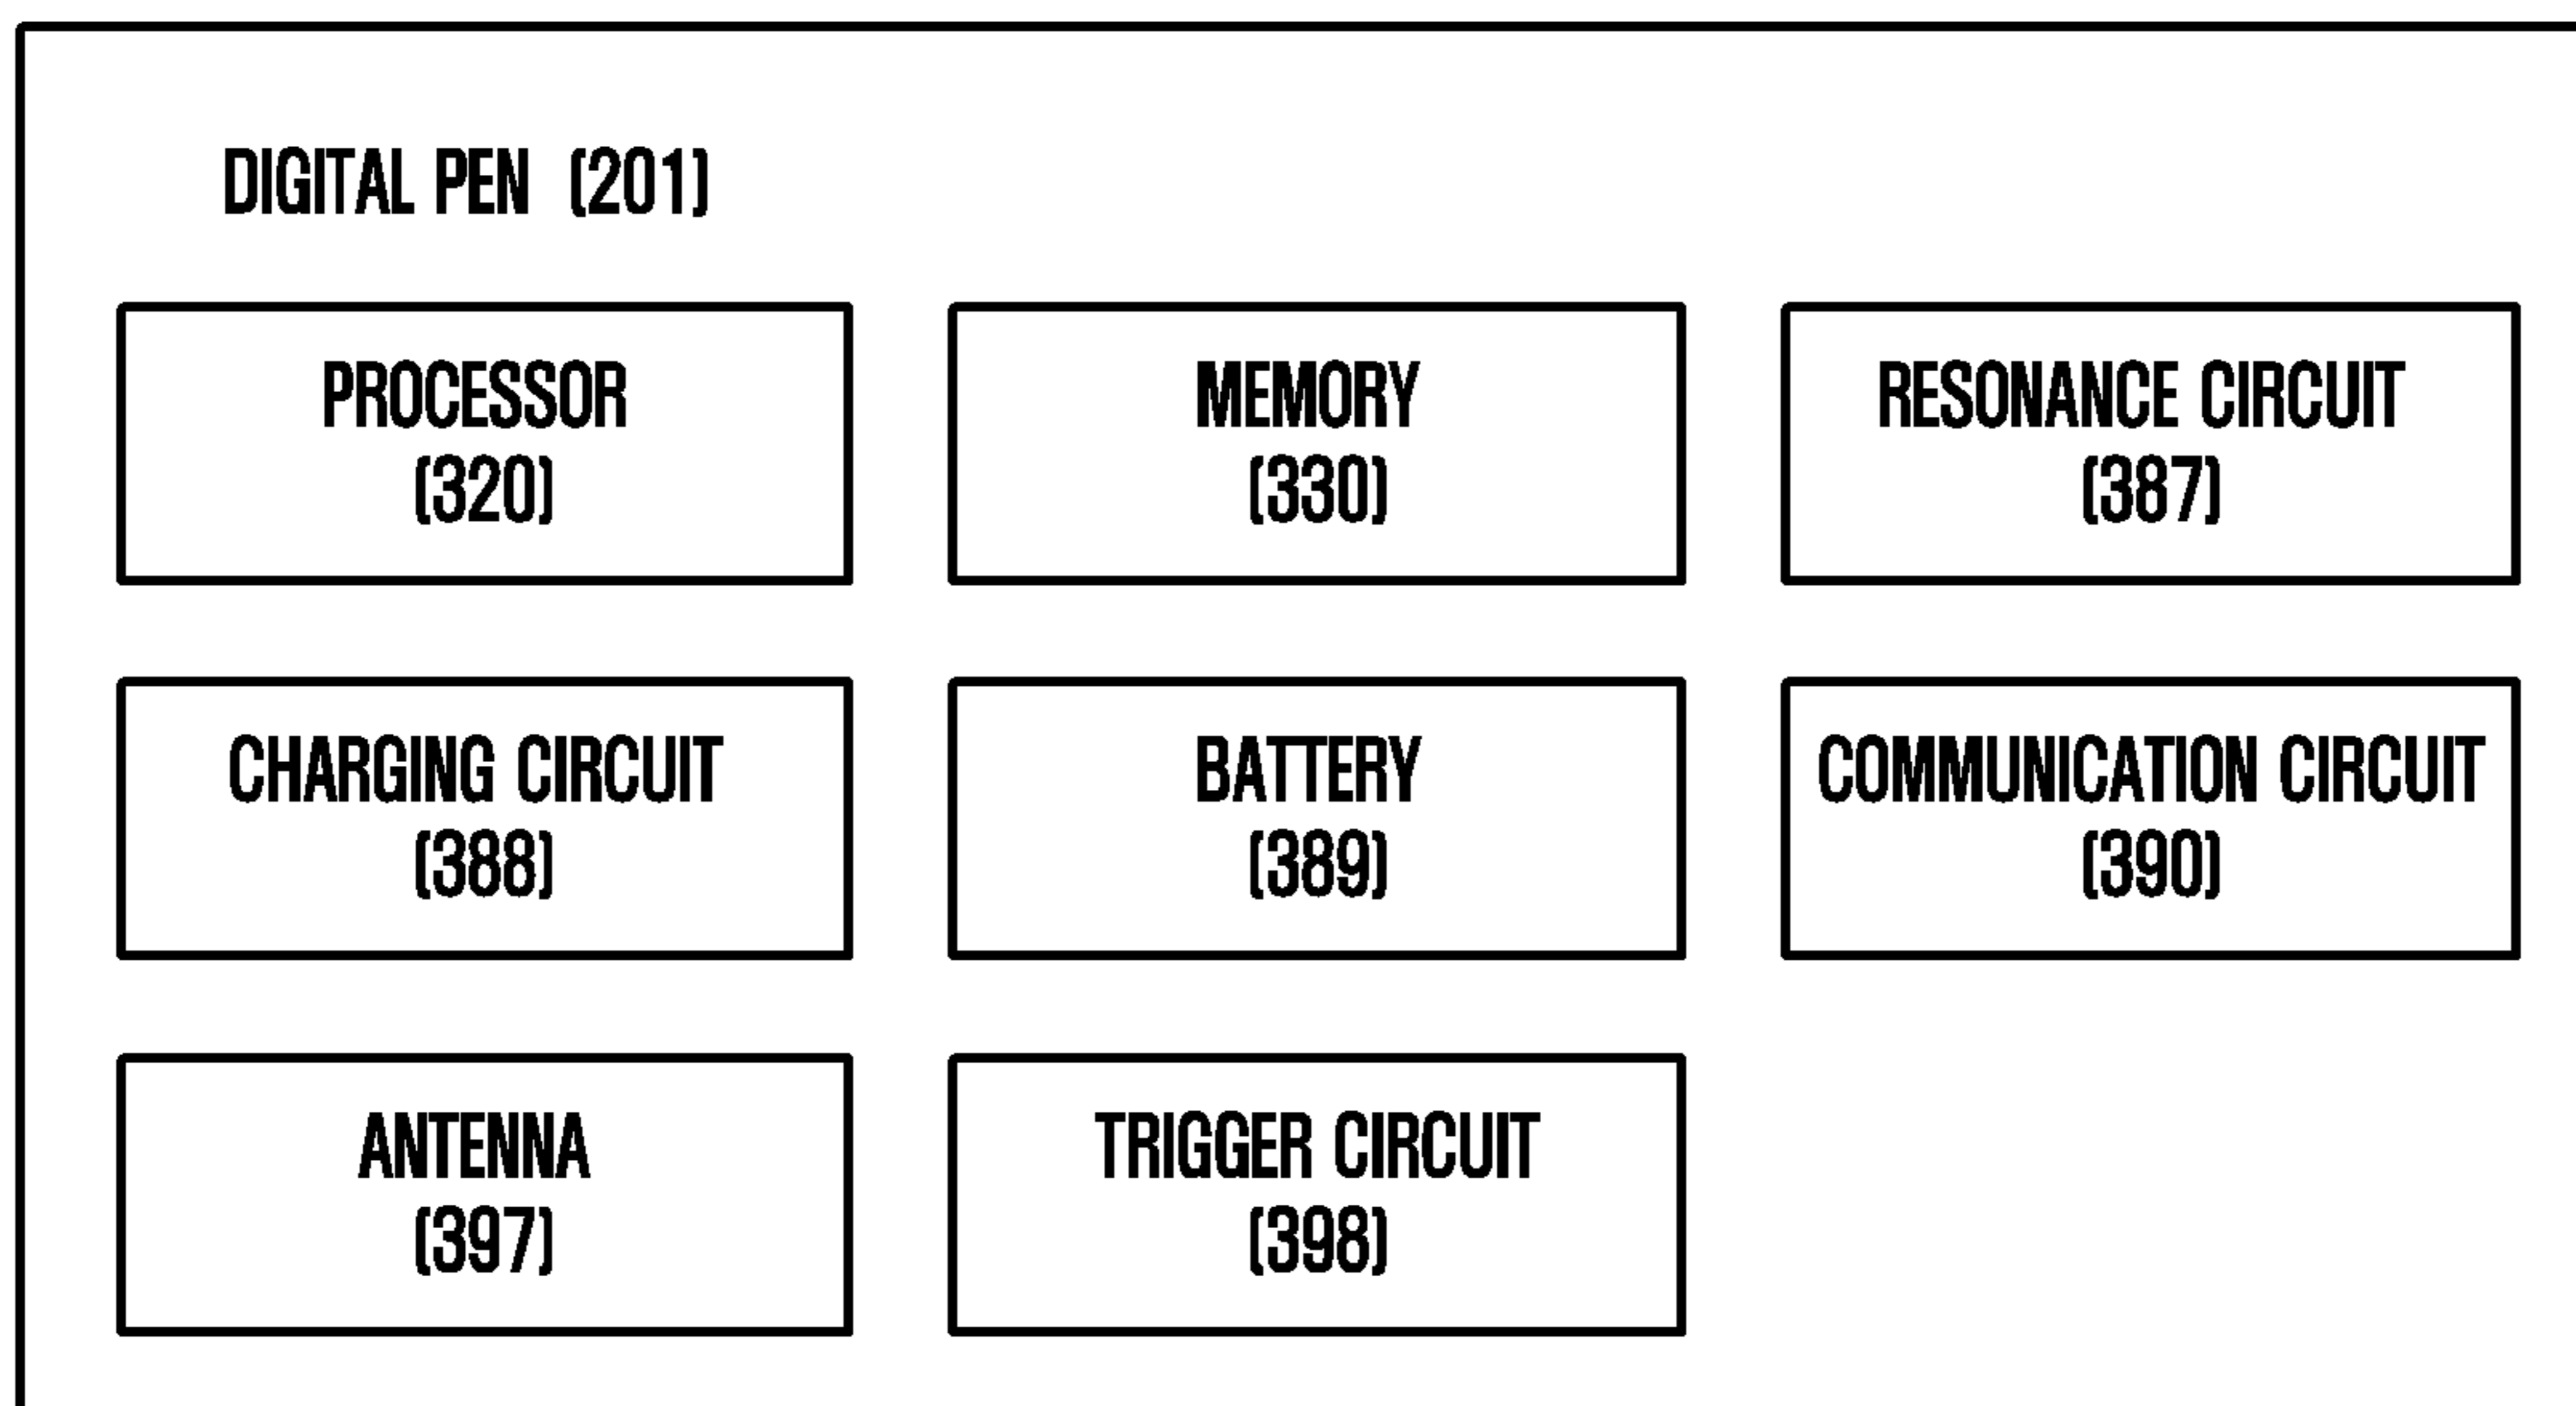 DIGITAL PEN (201)
PROCESSOR
(320)
MEMORY
(330)
RESONANCE CIRCUIT
(387)
CHARGING CIRCUIT
(388)
BATTERY
(389)
COMMUNICATION CIRCUIT
(390)
ANTENNA
(397)
TRIGGER CIRCUIT
(398)